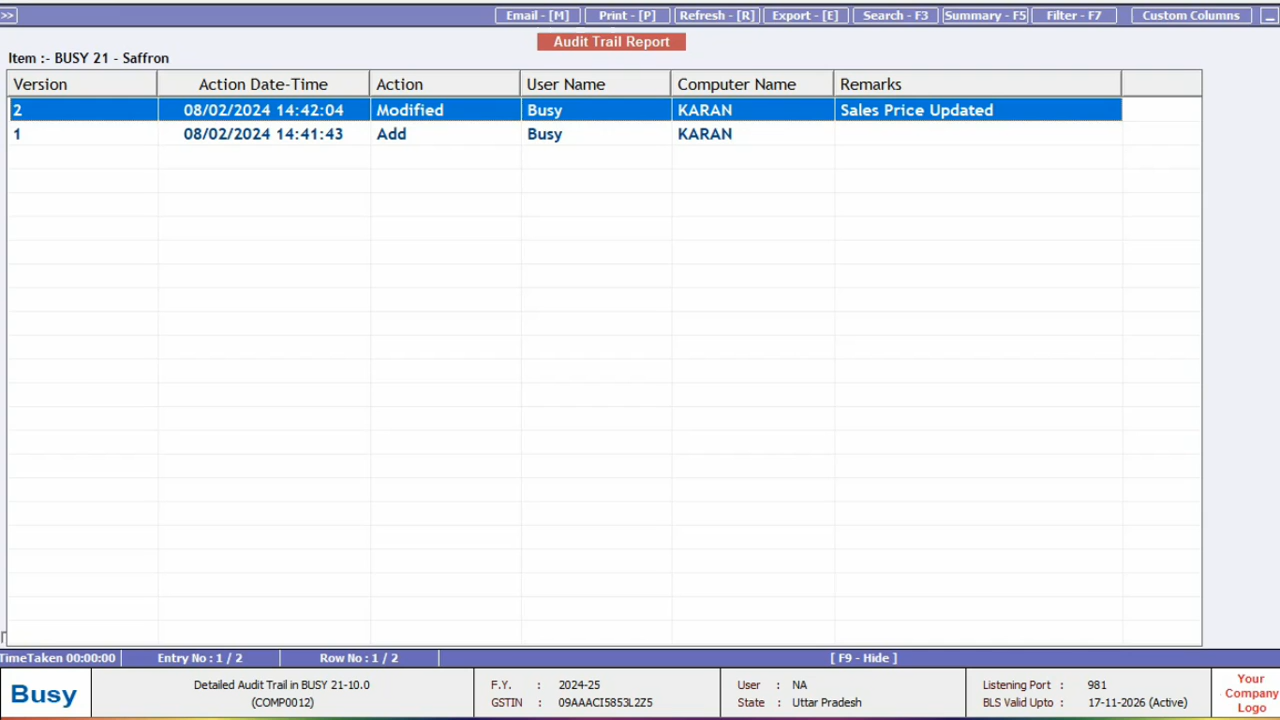 >> Email - [M] Print - [P] Refresh - [R] Export - [E] Search - F3 Summary - F5 Filter - F7 Custom Columns
Audit Trail Report
Item :- BUSY 21 - Saffron
Version Action Date-Time Action User Name Computer Name Remarks
2 08/02/2024 14:42:04 Modified Busy KARAN Sales Price Updated
1 08/02/2024 14:41:43 Add Busy KARAN
TimeTaken 00:00:00 Entry No : 1 / 2 Row No : 1 / 2 [ F9 - Hide ]
Busy
Detailed Audit Trail in BUSY 21-10.0
(COMP0012)
F.Y. : 2024-25
GSTIN : 09AAACI5853L2Z5
User : NA
State : Uttar Pradesh
Listening Port : 981
BLS Valid Upto : 17-11-2026 (Active)
Your
Company
Logo